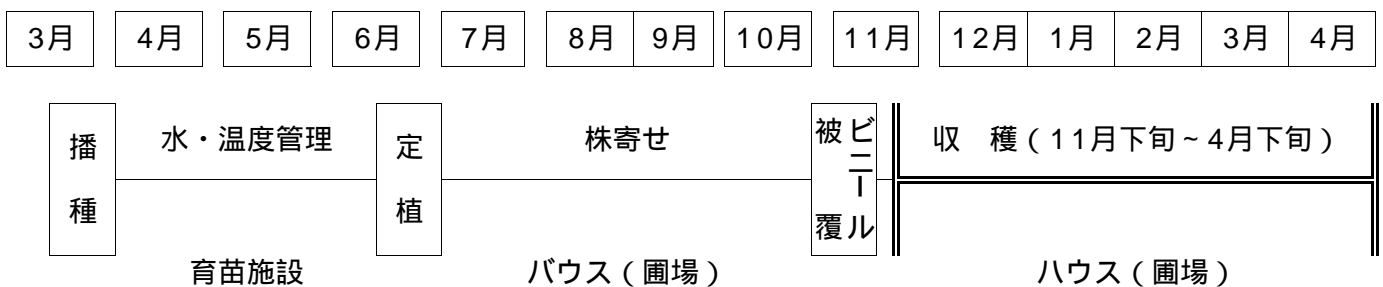 3月 4月 5月 6月 7月 8月 9月 10月 11月 12月 1月 2月 3月 4月
播種
水・温度管理
定植
株寄せ
ビニール
被覆
収 穫(11月下旬~4月下旬)
育苗施設
バウス(圃場)
ハウス(圃場)